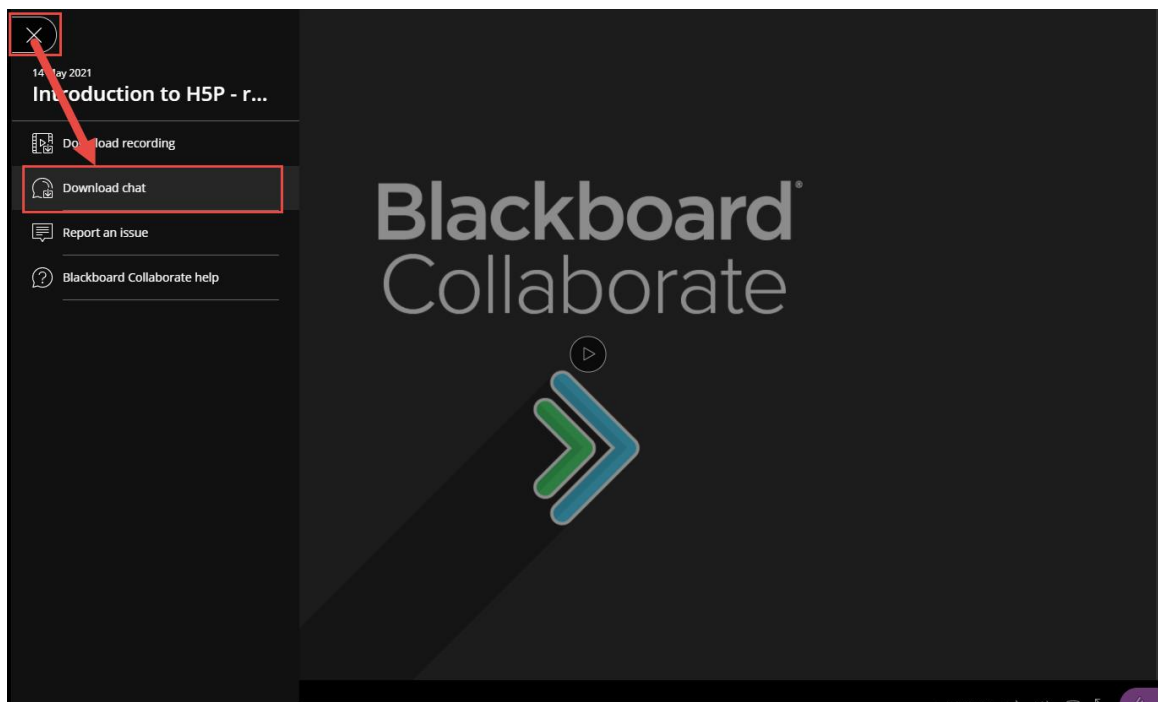 14 May 2021
Introduction to H5P - r...
Download recording
Download chat
Report an issue
Blackboard Collaborate help
Blackboard®
Collaborate